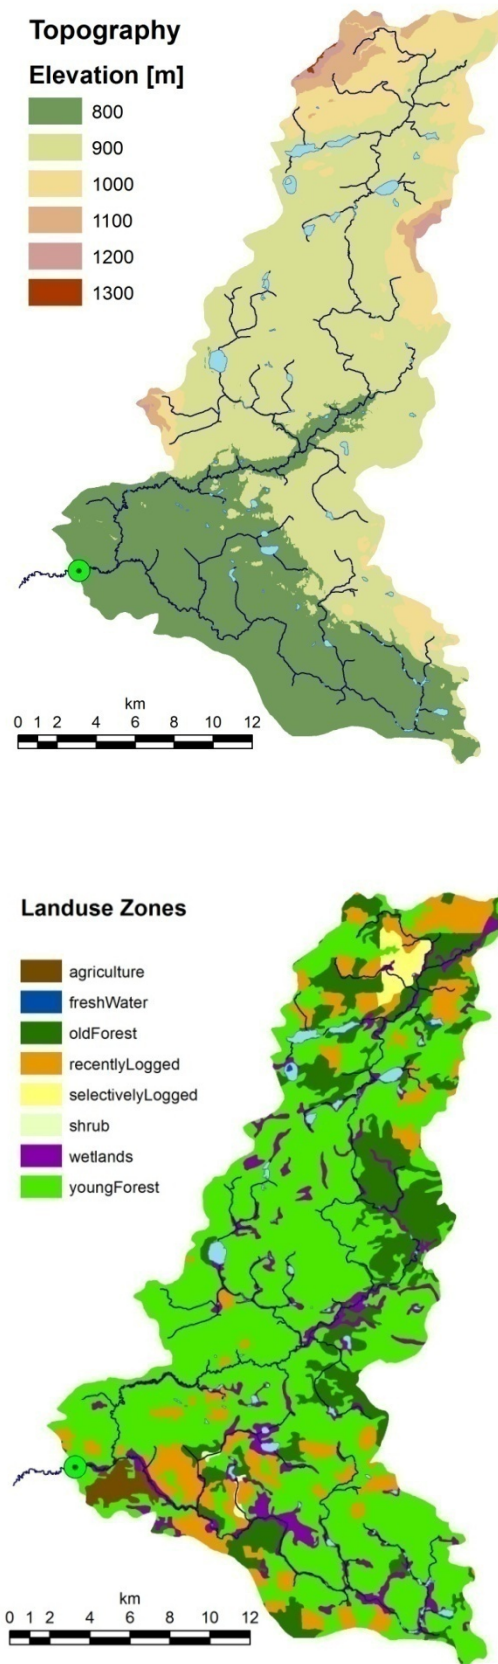 Topography
Elevation [m]
800
900
1000
1100
1200
1300
km
0 1 2 4 6 8 10 12
Landuse Zones
agriculture
freshWater
oldForest
recentlyLogged
selectivelyLogged
shrub
wetlands
youngForest
km
0 1 2 4 6 8 10 12